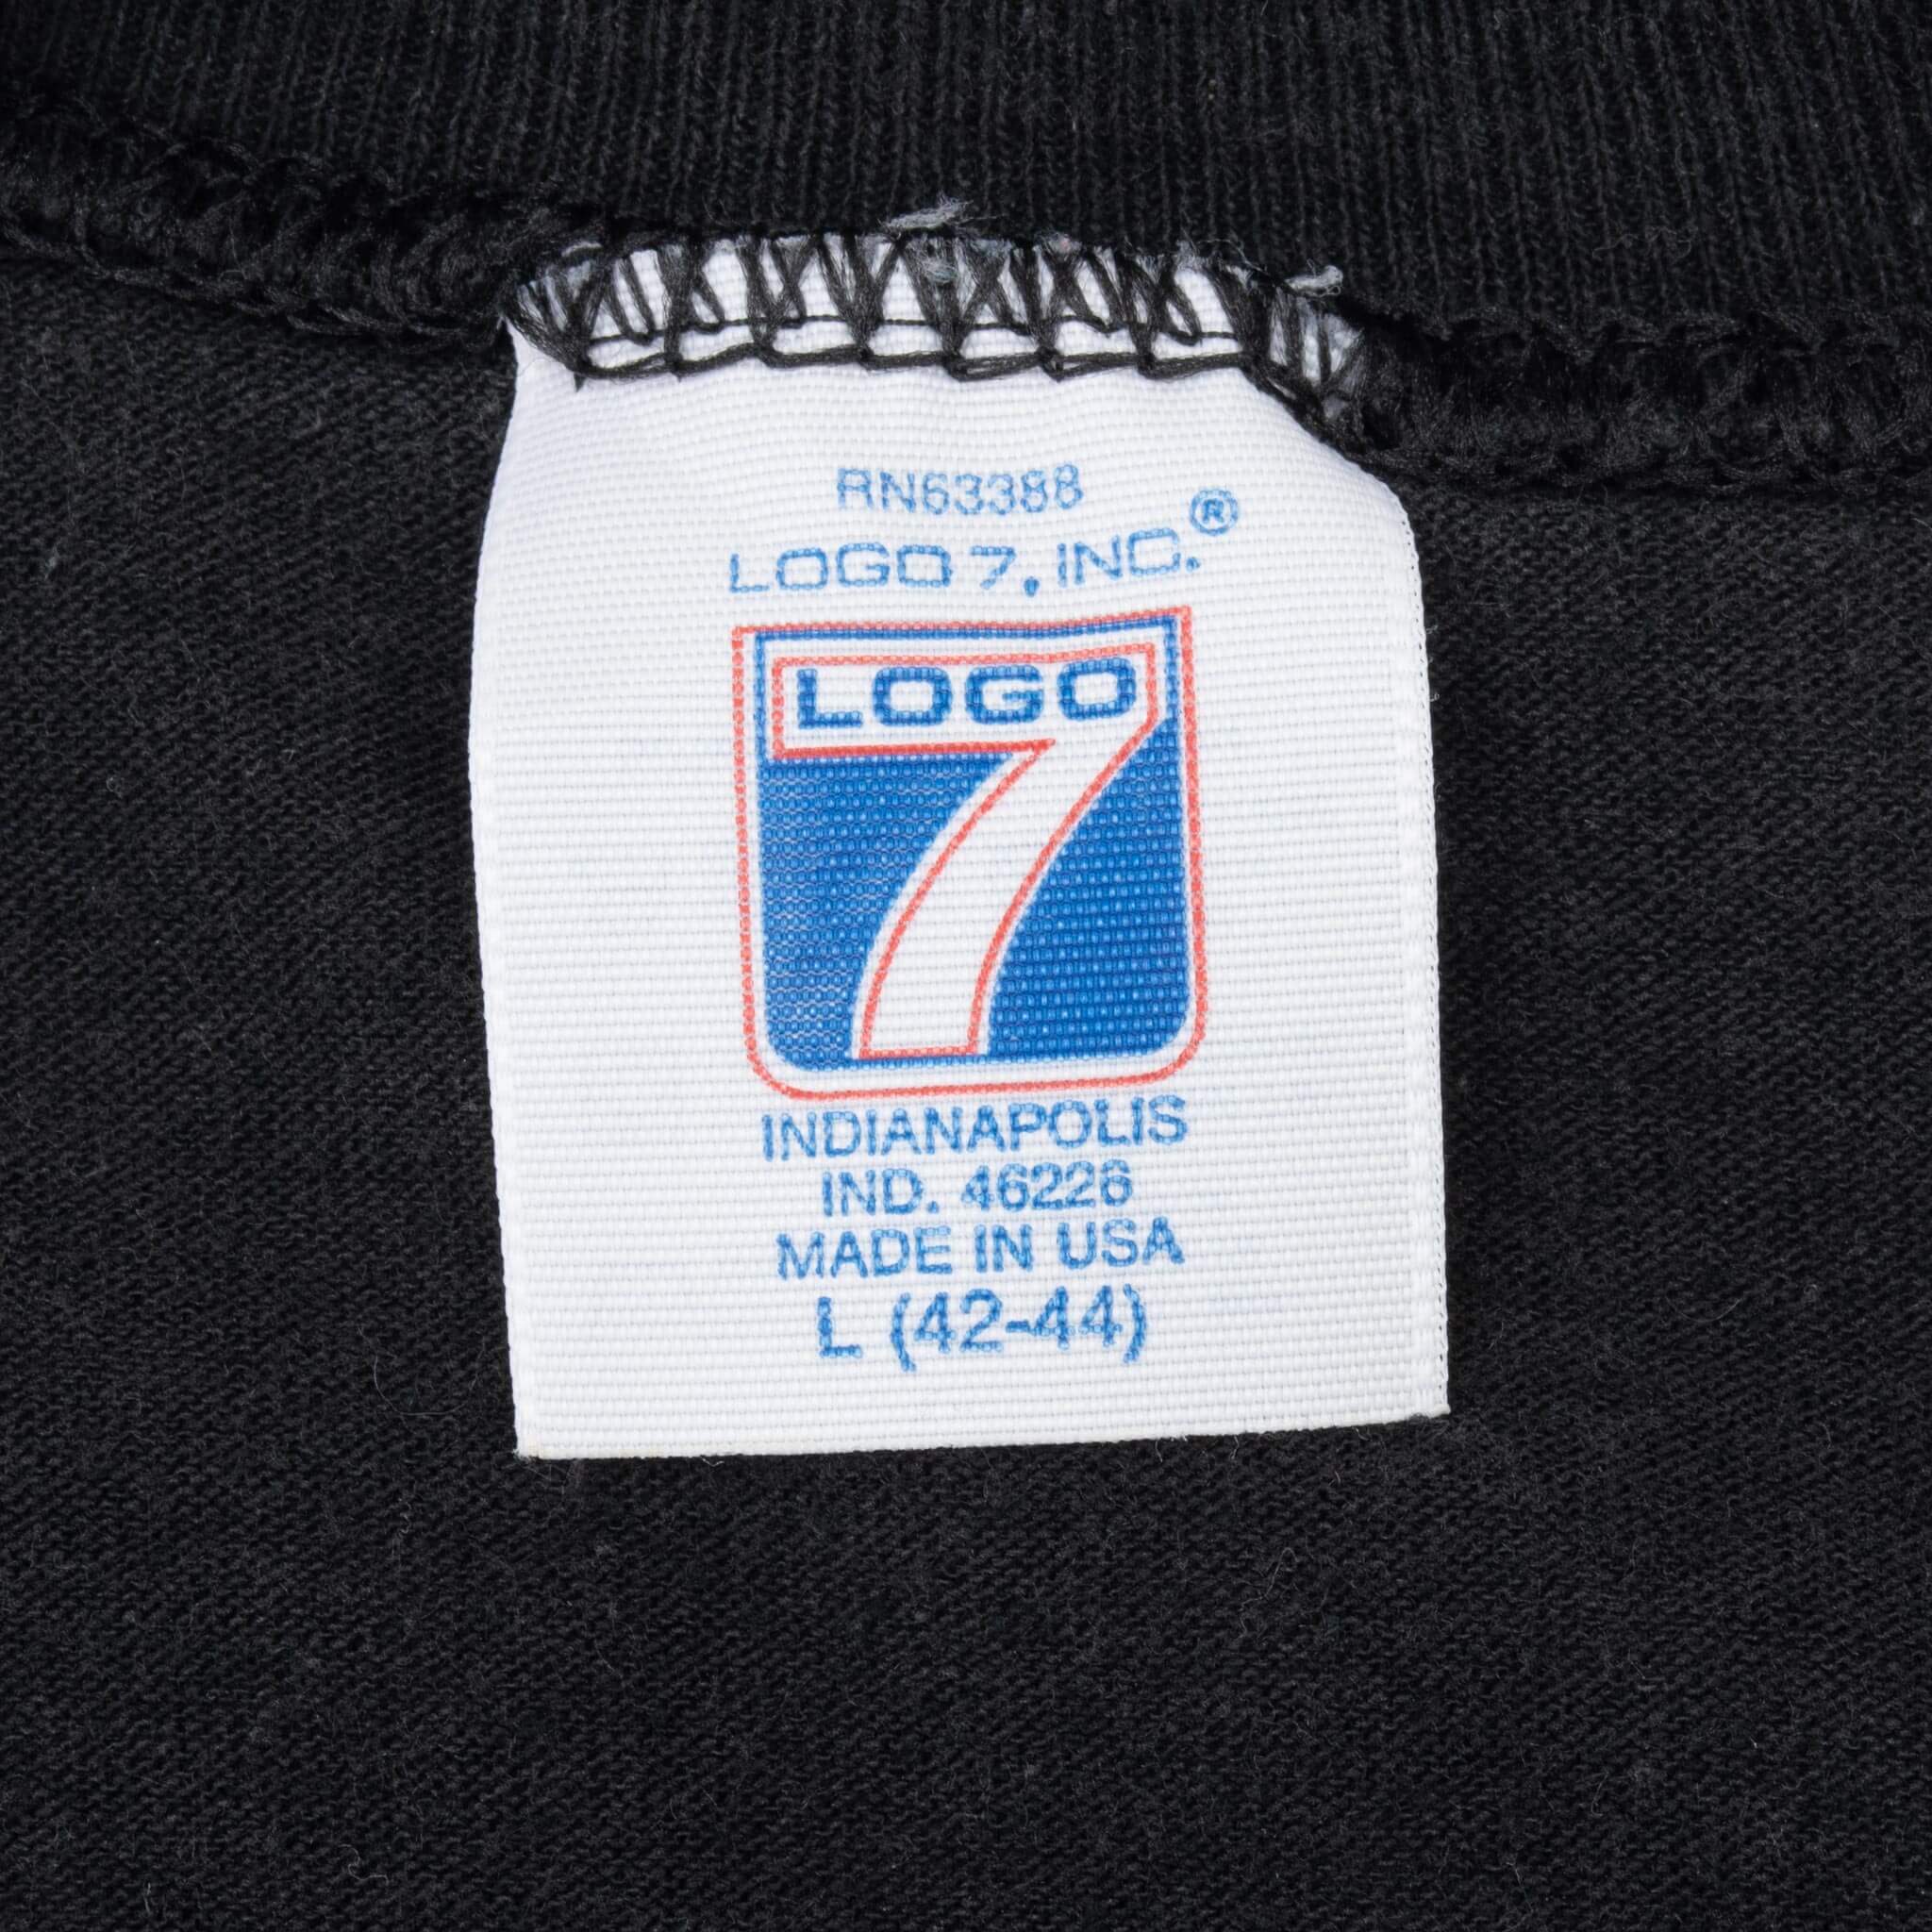 RN63388
LOGO 7, INC.®
LOGO
7
INDIANAPOLIS
IND. 46226
MADE IN USA
L (42-44)